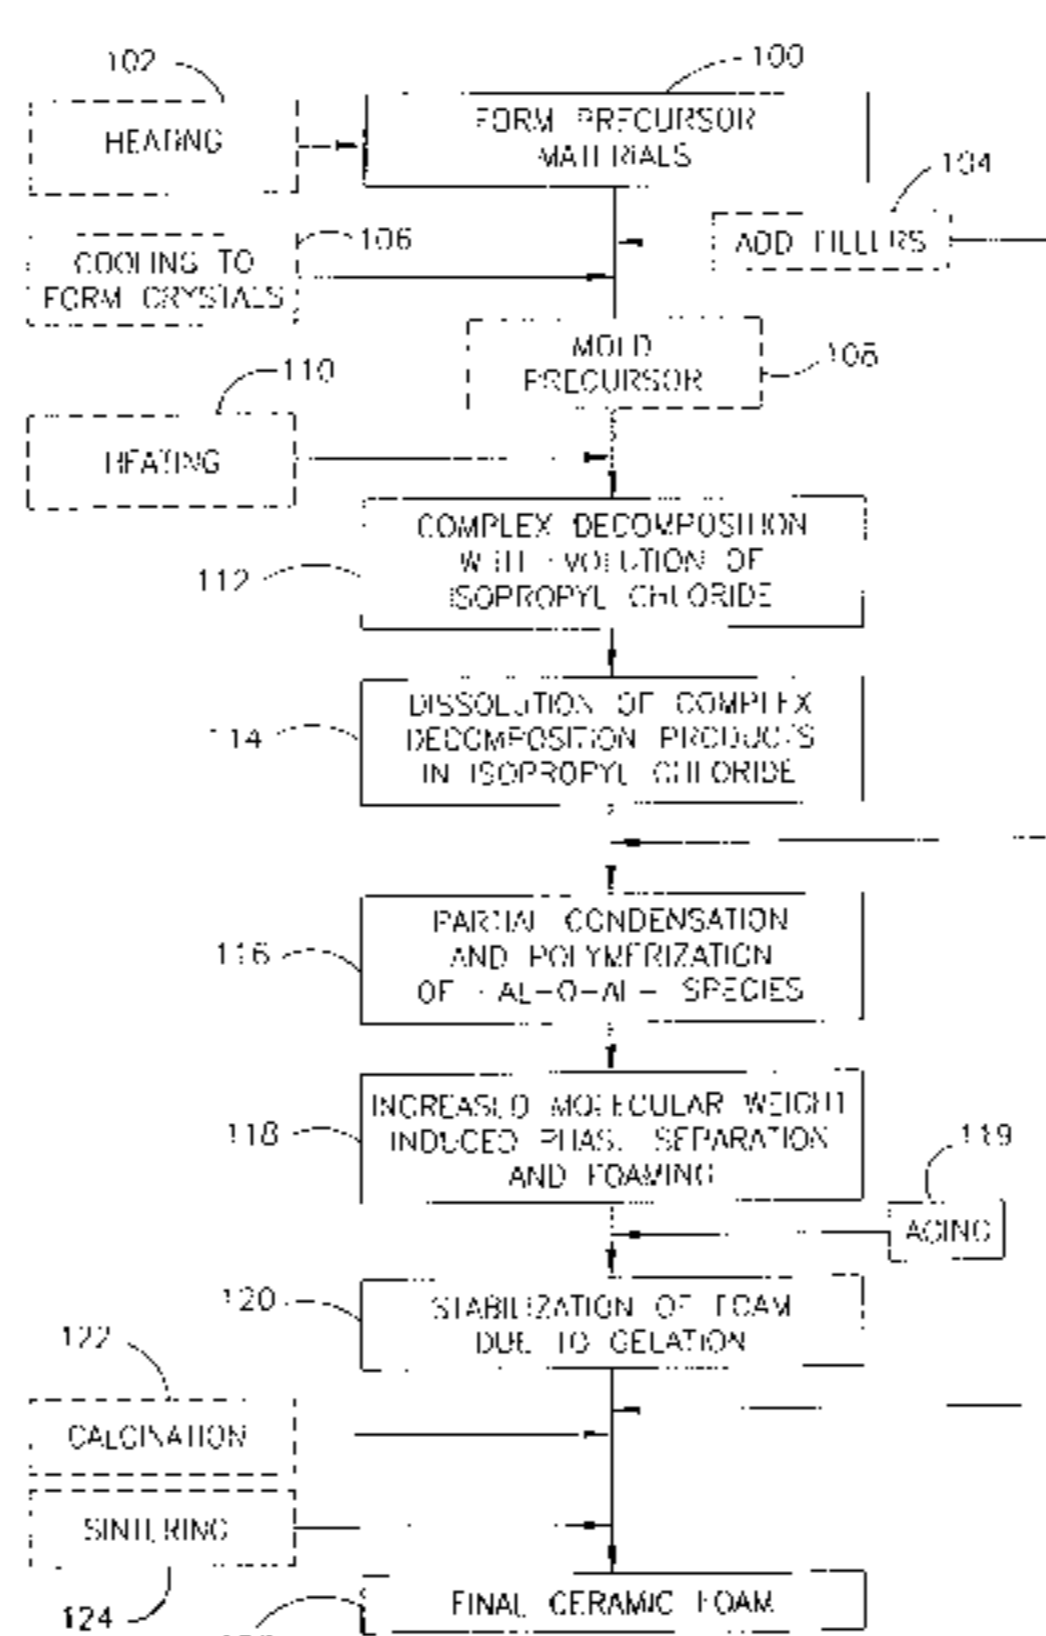 102
100
HEATING
FORM PRECURSOR
MATERIALS
104
106
ADD FILLERS
COOLING TO
FORM CRYSTALS
MOLD
PRECURSOR
108
110
HEATING
COMPLEX DECOMPOSITION
WITH EVOLUTION OF
ISOPROPYL CHLORIDE
112
DISSOLUTION OF COMPLEX
DECOMPOSITION PRODUCTS
IN ISOPROPYL CHLORIDE
114
PARTIAL CONDENSATION
AND POLYMERIZATION
OF -AL-O-AL- SPECIES
116
INCREASED MOLECULAR WEIGHT
INDUCED PHASE SEPARATION
AND FOAMING
118
119
AGING
120
STABILIZATION OF FOAM
DUE TO GELATION
122
CALCINATION
SINTERING
124
FINAL CERAMIC FOAM